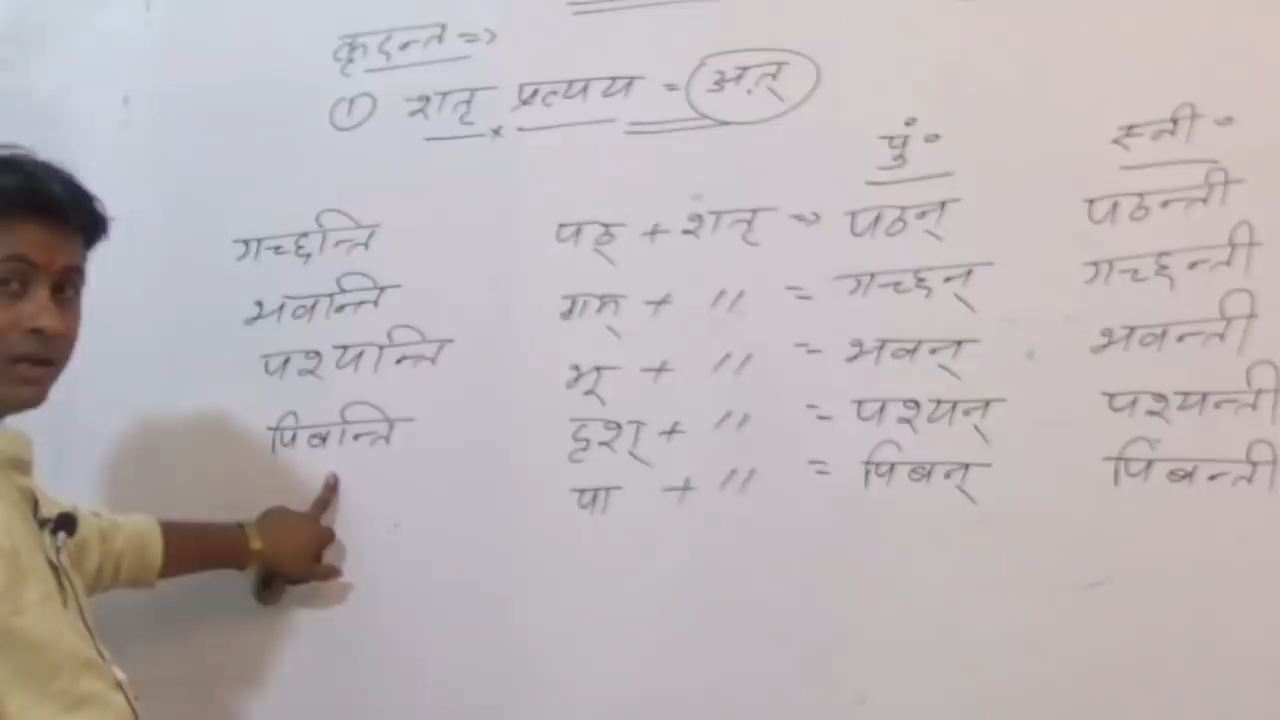 कृदन्त =>
① शतृ प्रत्यय = अत्
पुं० स्त्री०
गच्छन्ति पठ् + शतृ = पठन् पठन्ती
भवन्ति गम् + " = गच्छन् गच्छन्ती
पश्यन्ति भू + " = भवन् भवन्ती
पिबन्ति दृश् + " = पश्यन् पश्यन्ती
पा + " = पिबन् पिबन्ती